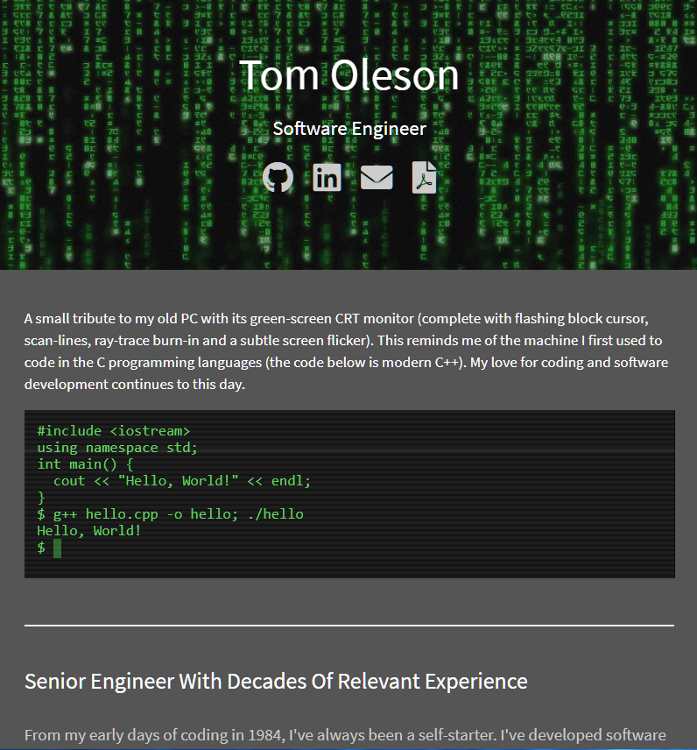 Tom Oleson
Software Engineer
A small tribute to my old PC with its green-screen CRT monitor (complete with flashing block cursor,
scan-lines, ray-trace burn-in and a subtle screen flicker). This reminds me of the machine I first used to
code in the C programming languages (the code below is modern C++). My love for coding and software
development continues to this day.
#include <iostream>
using namespace std;
int main() {
  cout << "Hello, World!" << endl;
}
$ g++ hello.cpp -o hello; ./hello
Hello, World!
$
Senior Engineer With Decades Of Relevant Experience
From my early days of coding in 1984, I've always been a self-starter. I've developed software